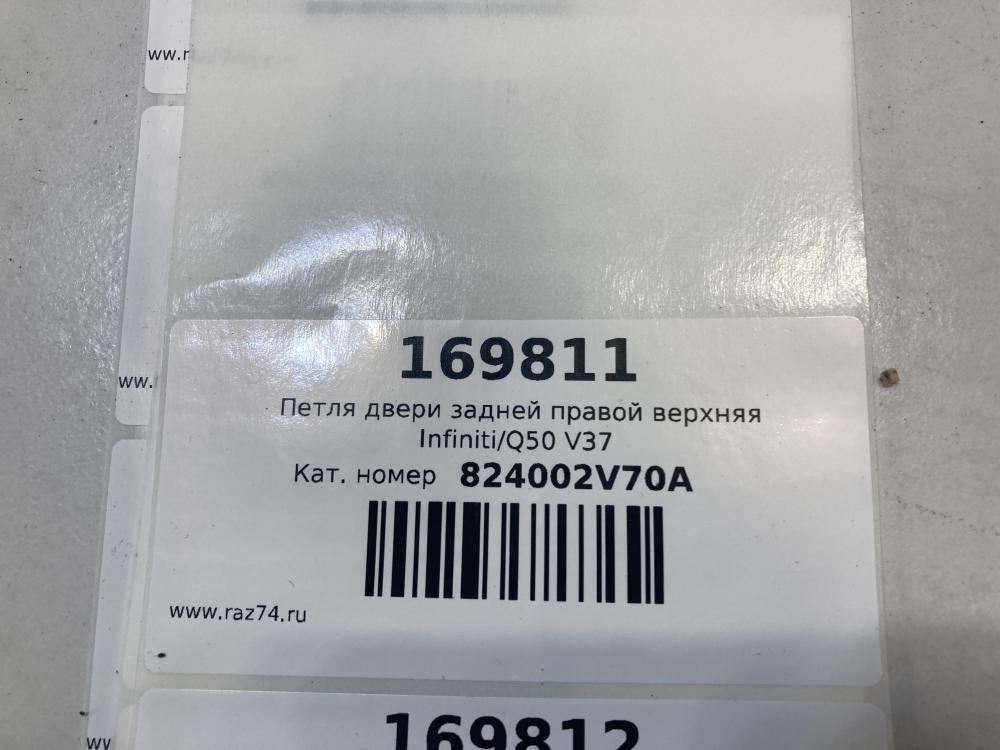 169811
Петля двери задней правой верхняя
Infiniti/Q50 V37
Кат. номер 824002V70A
www.raz74.ru
169812